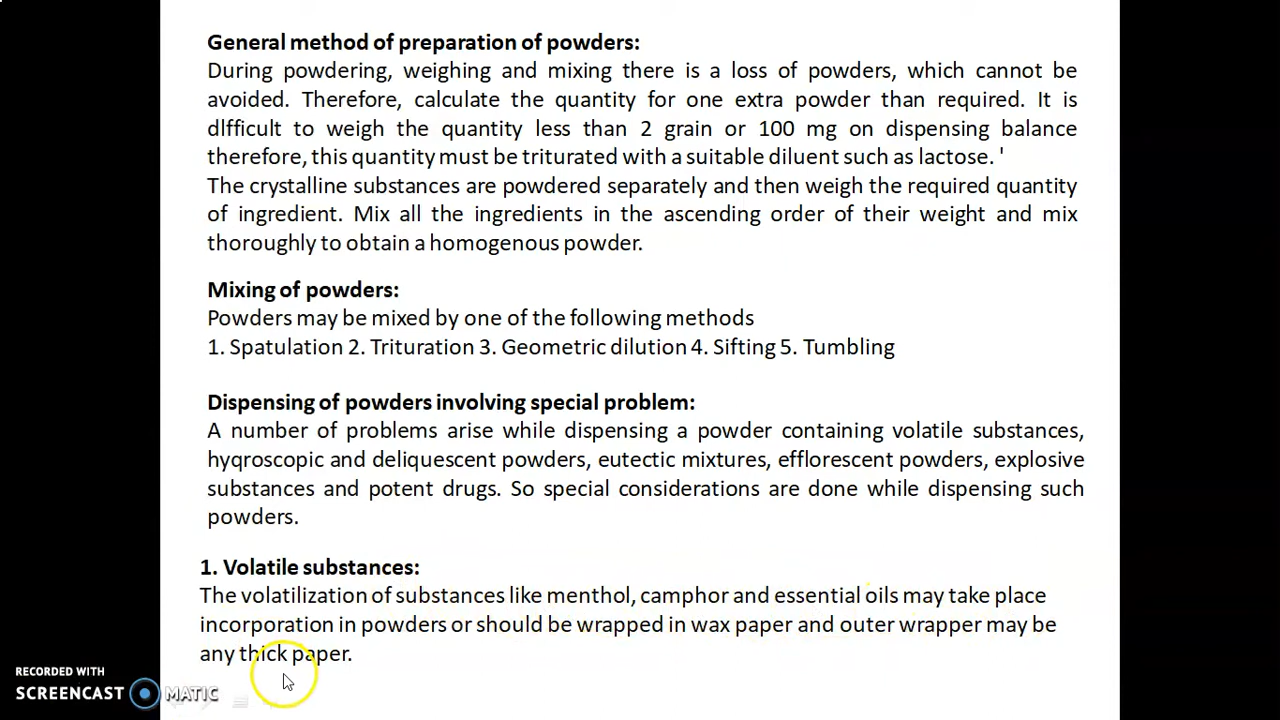 General method of preparation of powders:
During powdering, weighing and mixing there is a loss of powders, which cannot be
avoided. Therefore, calculate the quantity for one extra powder than required. It is
dIfficult to weigh the quantity less than 2 grain or 100 mg on dispensing balance
therefore, this quantity must be triturated with a suitable diluent such as lactose. '
The crystalline substances are powdered separately and then weigh the required quantity
of ingredient. Mix all the ingredients in the ascending order of their weight and mix
thoroughly to obtain a homogenous powder.
Mixing of powders:
Powders may be mixed by one of the following methods
1. Spatulation 2. Trituration 3. Geometric dilution 4. Sifting 5. Tumbling
Dispensing of powders involving special problem:
A number of problems arise while dispensing a powder containing volatile substances,
hyqroscopic and deliquescent powders, eutectic mixtures, efflorescent powders, explosive
substances and potent drugs. So special considerations are done while dispensing such
powders.
1. Volatile substances:
The volatilization of substances like menthol, camphor and essential oils may take place
incorporation in powders or should be wrapped in wax paper and outer wrapper may be
any thick paper.
RECORDED WITH
SCREENCAST MATIC